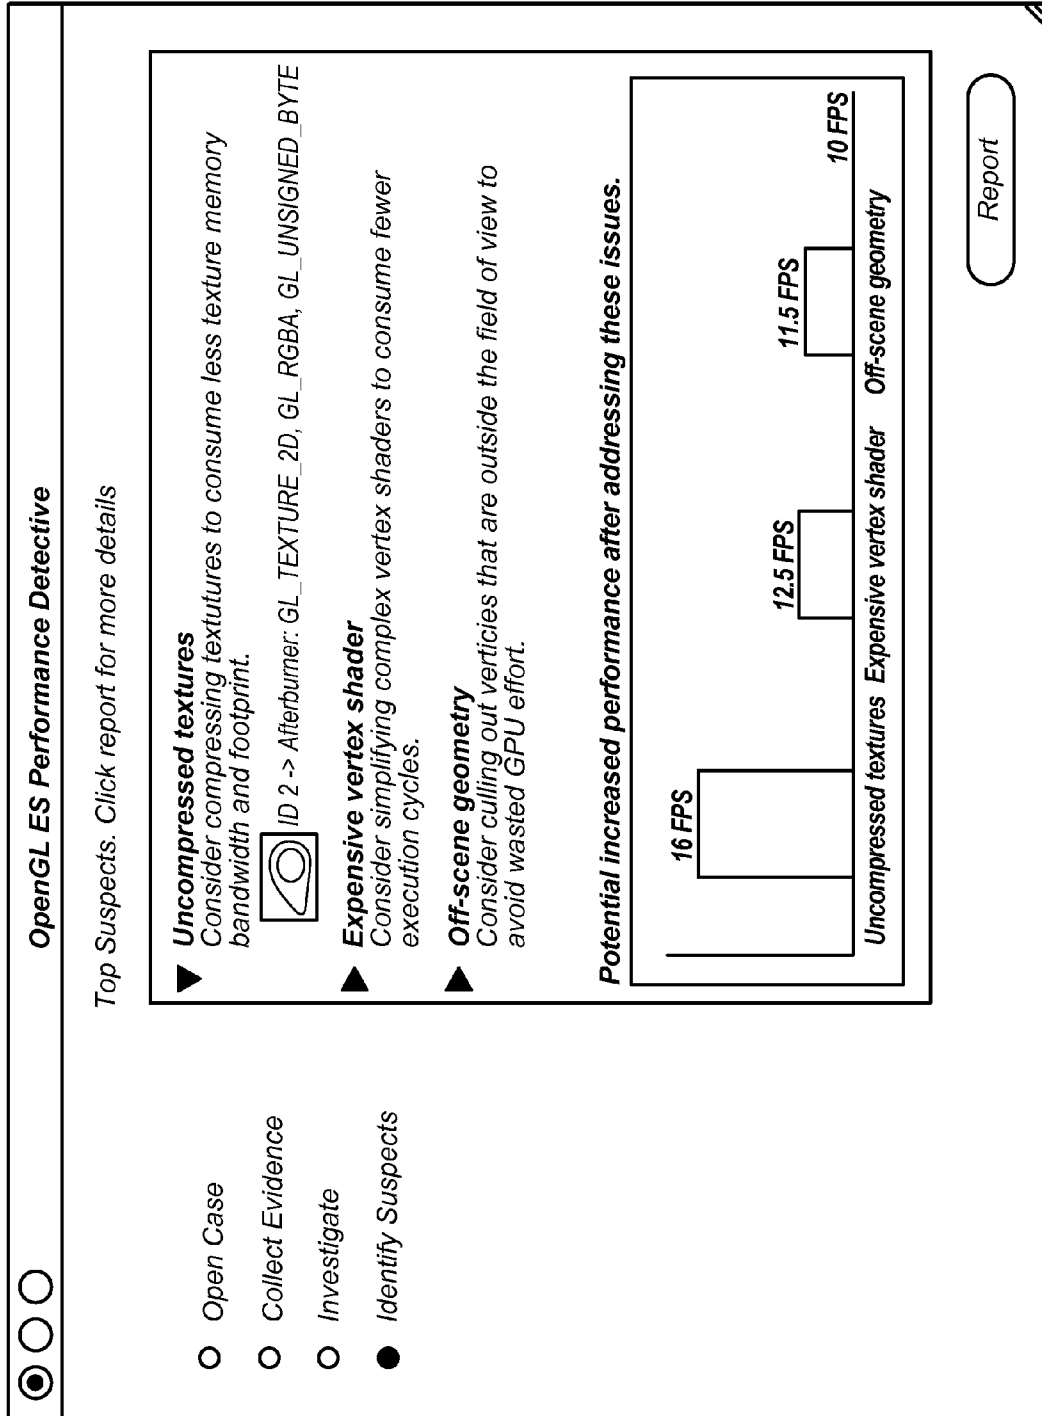 OpenGL ES Performance Detective
Top Suspects. Click report for more details
Open Case
Collect Evidence
Investigate
Identify Suspects
Uncompressed textures
Consider compressing textutures to consume less texture memory
bandwidth and footprint.
ID 2 -> Afterburner: GL_TEXTURE_2D, GL_RGBA, GL_UNSIGNED_BYTE
Expensive vertex shader
Consider simplifying complex vertex shaders to consume fewer
execution cycles.
Off-scene geometry
Consider culling out verticies that are outside the field of view to
avoid wasted GPU effort.
Potential increased performance after addressing these issues.
16 FPS
12.5 FPS
11.5 FPS
10 FPS
Uncompressed textures Expensive vertex shader Off-scene geometry
Report